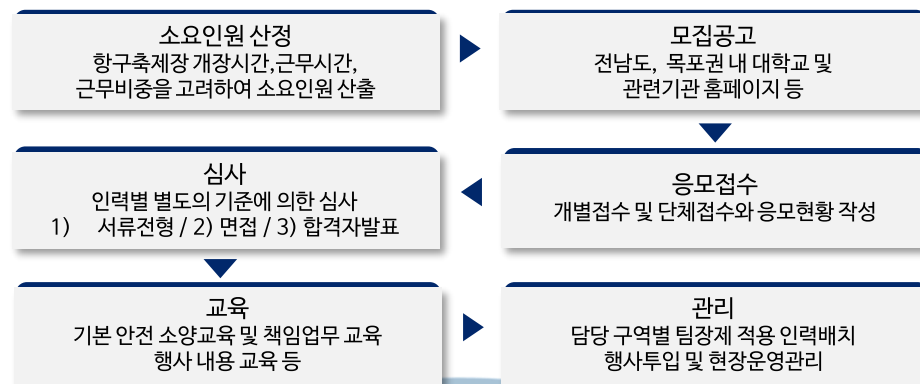 소요인원 산정
항구축제장 개장시간,근무시간,
근무비중을 고려하여 소요인원 산출
모집공고
전남도, 목포권 내 대학교 및
관련기관 홈페이지 등
응모접수
개별접수 및 단체접수와 응모현황 작성
심사
인력별 별도의 기준에 의한 심사
1) 서류전형 / 2) 면접 / 3) 합격자발표
교육
기본 안전 소양교육 및 책임업무 교육
행사 내용 교육 등
관리
담당 구역별 팀장제 적용 인력배치
행사투입 및 현장운영관리